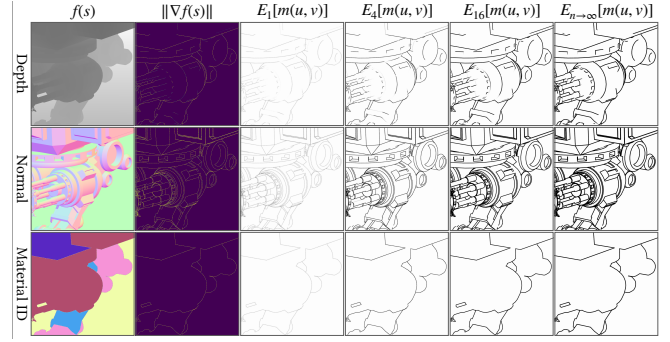 f(s) ‖∇f(s)‖ E₁[m(u, v)] E₄[m(u, v)] E₁₆[m(u, v)] Eₙ→∞[m(u, v)]
Depth
Normal
Material ID